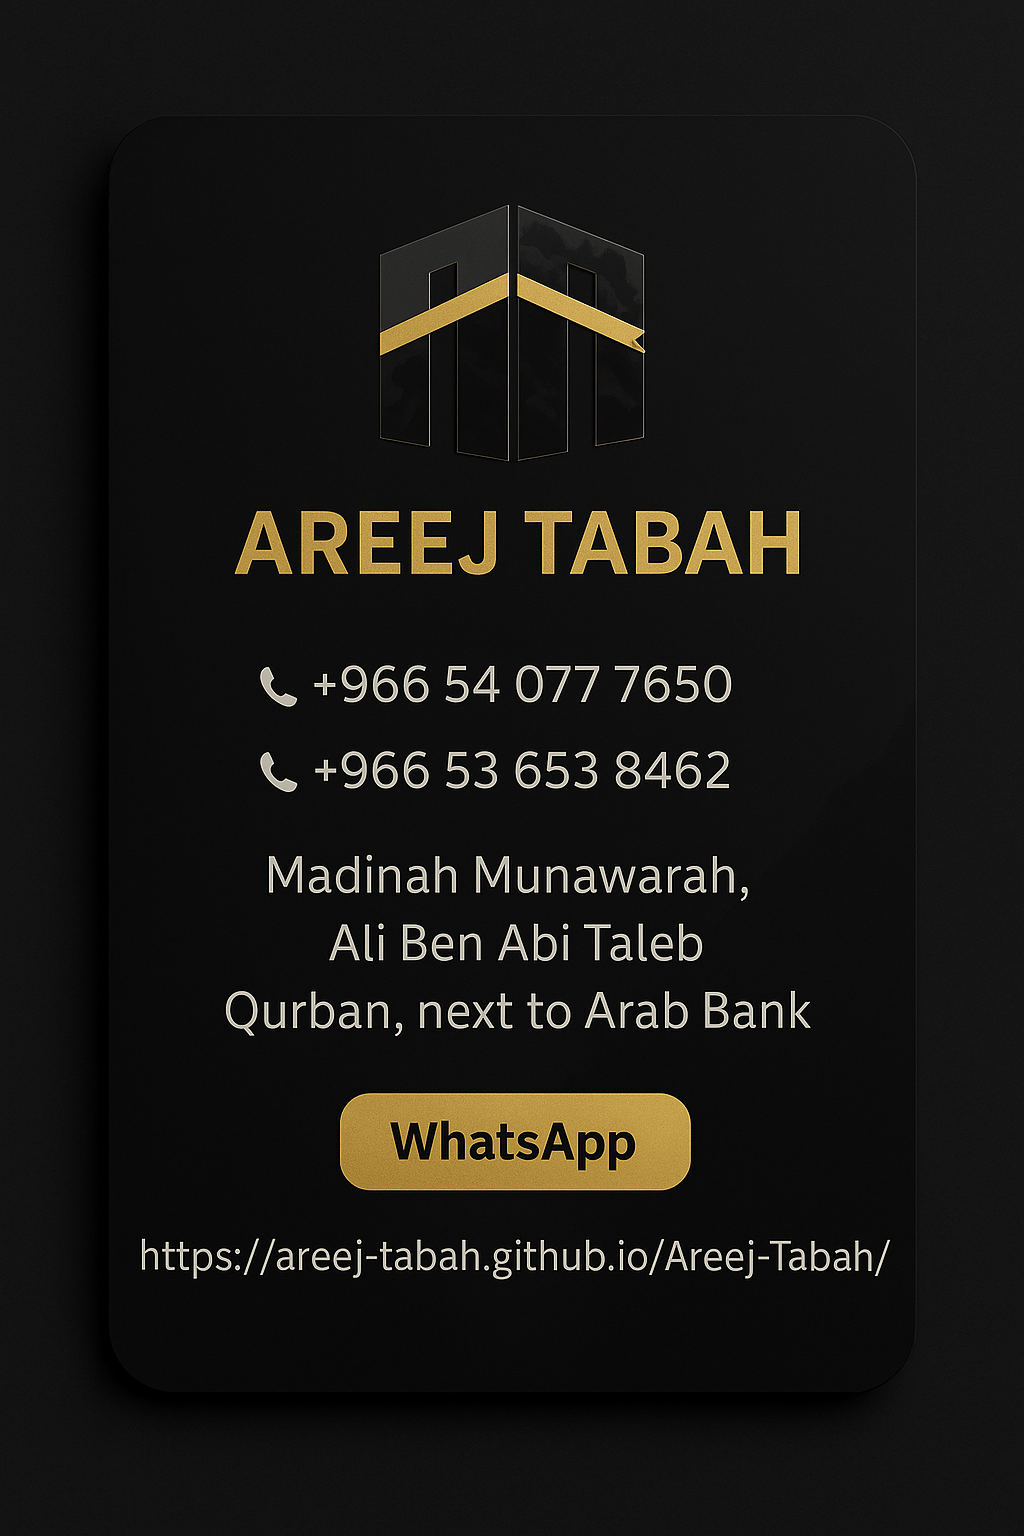 AREEJ TABAH
+966 54 077 7650
+966 53 653 8462
Madinah Munawarah,
Ali Ben Abi Taleb
Qurban, next to Arab Bank
WhatsApp
https://areej-tabah.github.io/Areej-Tabah/